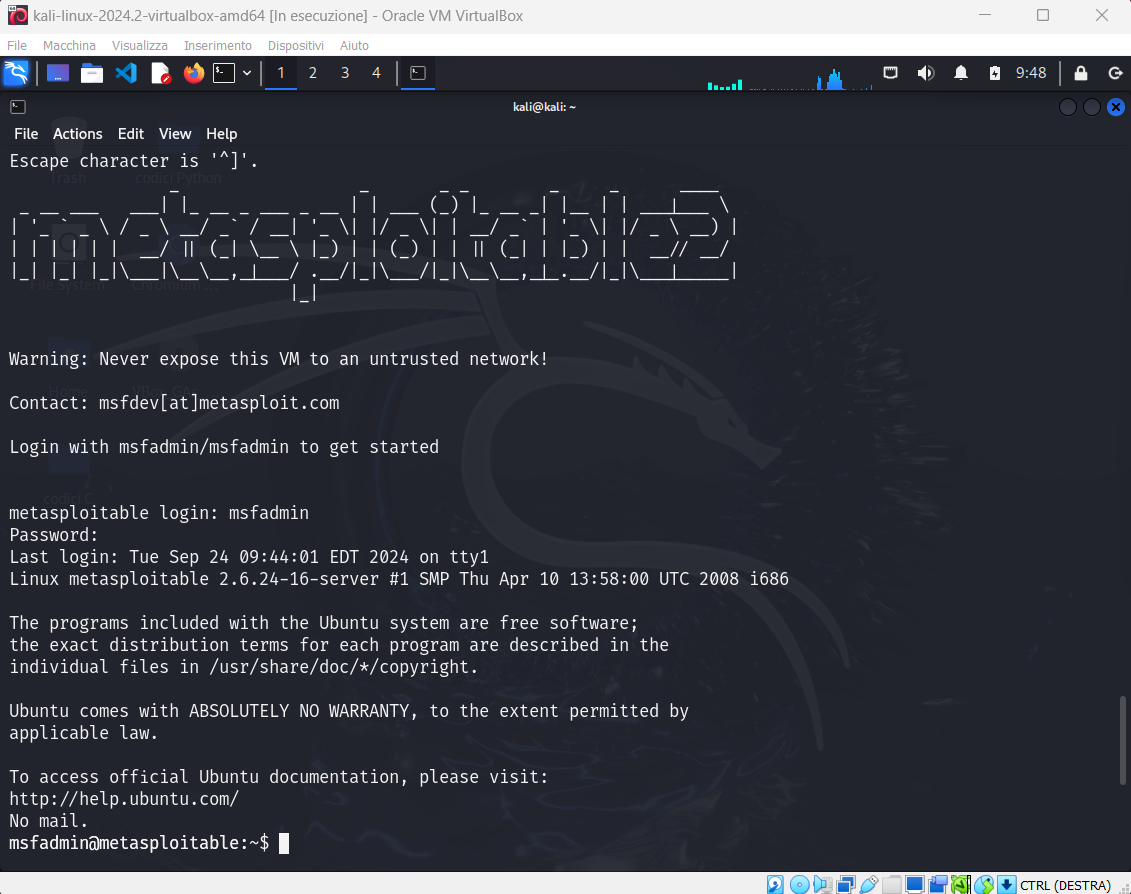 kali-linux-2024.2-virtualbox-amd64 [In esecuzione] - Oracle VM VirtualBox
File Macchina Visualizza Inserimento Dispositivi Aiuto
1 2 3 4 9:48
kali@kali: ~
File Actions Edit View Help
Escape character is '^]'.
metasploitable2
Warning: Never expose this VM to an untrusted network!
Contact: msfdev[at]metasploit.com
Login with msfadmin/msfadmin to get started
metasploitable login: msfadmin
Password:
Last login: Tue Sep 24 09:44:01 EDT 2024 on tty1
Linux metasploitable 2.6.24-16-server #1 SMP Thu Apr 10 13:58:00 UTC 2008 i686
The programs included with the Ubuntu system are free software;
the exact distribution terms for each program are described in the
individual files in /usr/share/doc/*/copyright.
Ubuntu comes with ABSOLUTELY NO WARRANTY, to the extent permitted by
applicable law.
To access official Ubuntu documentation, please visit:
http://help.ubuntu.com/
No mail.
msfadmin@metasploitable:~$
CTRL (DESTRA)